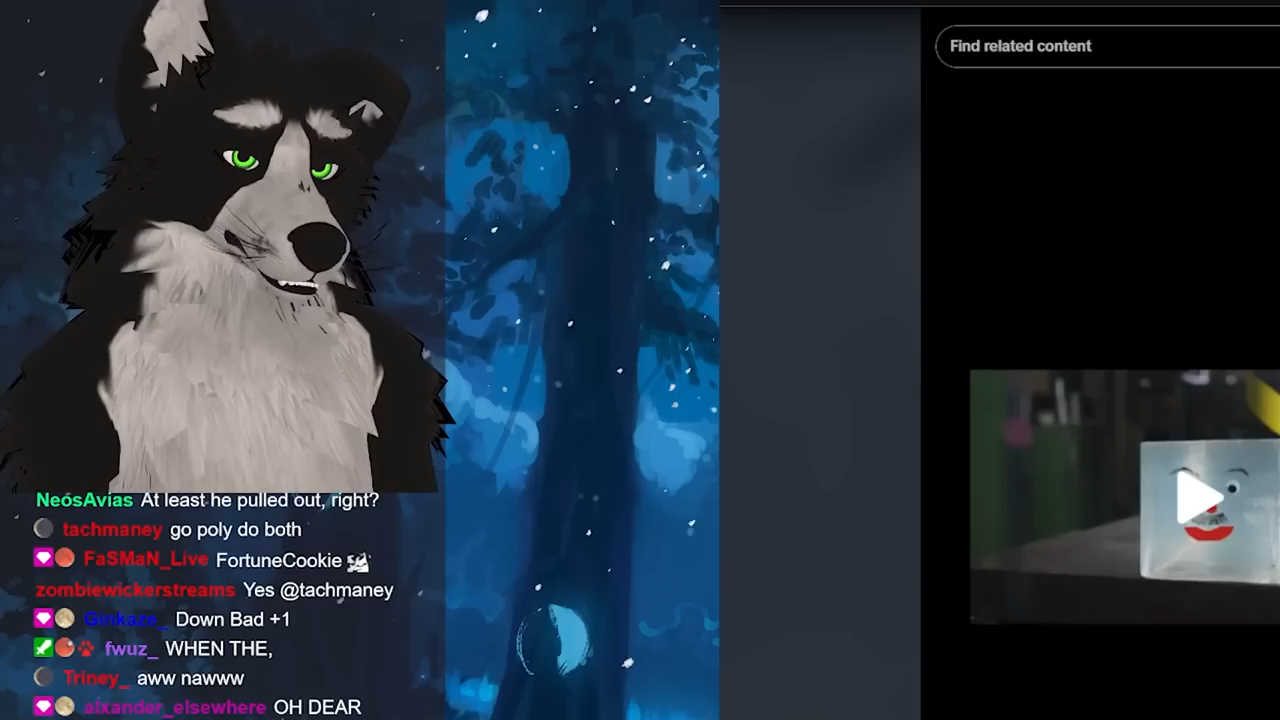 Find related content
NeosAvias At least he pulled out, right?
tachmaney go poly do both
FaSMaN_Live FortuneCookie
zombiewickerstreams Yes @tachmaney
Ginkaze_ Down Bad +1
fwuz_ WHEN THE,
Triney_ aww nawww
alxander_elsewhere OH DEAR